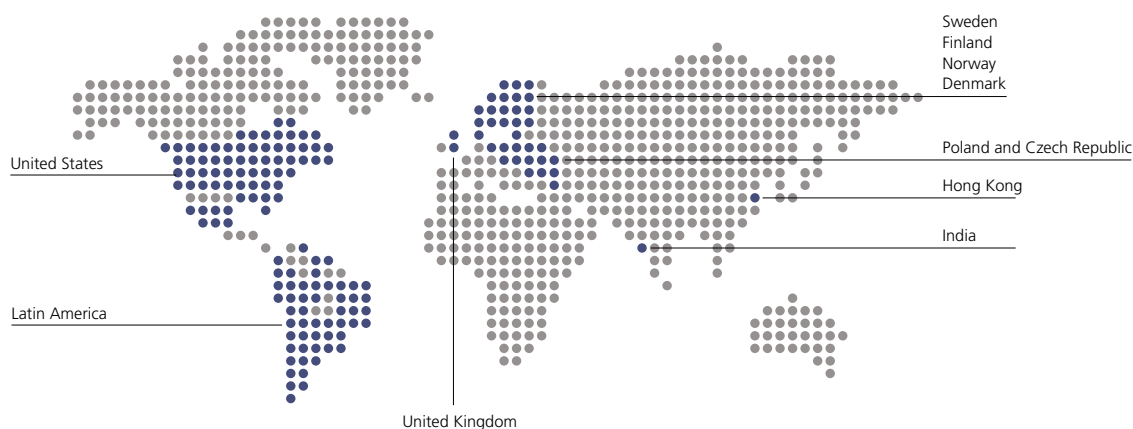 Sweden
Finland
Norway
Denmark
United States
Poland and Czech Republic
Hong Kong
India
Latin America
United Kingdom